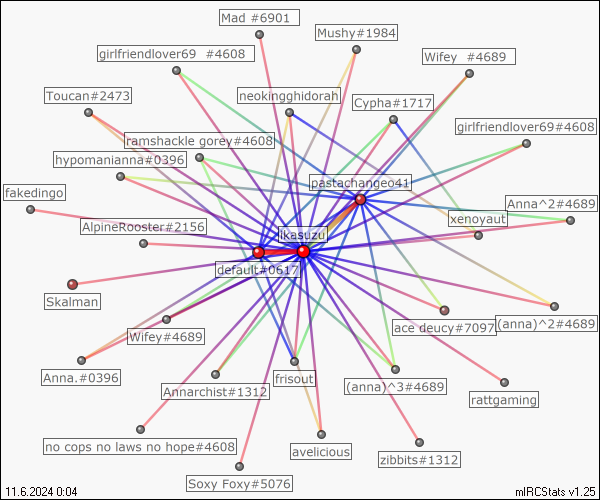 Mad #6901
Mushy#1984
girlfriendlover69 #4608
Wifey #4689
Toucan#2473
neokingghidorah
Cypha#1717
girlfriendlover69#4608
ramshackle gorey#4608
hypomanianna#0396
pastachangeo41
fakedingo
Anna^2#4689
xenoyaut
AlpineRooster#2156
ikasuzu
default#0617
Skalman
Wifey#4689
ace deucy#7097
(anna)^2#4689
Anna.#0396
Annarchist#1312
frisout
(anna)^3#4689
rattgaming
no cops no laws no hope#4608
avelicious
zibbits#1312
Soxy Foxy#5076
11.6.2024 0:04
mIRCStats v1.25